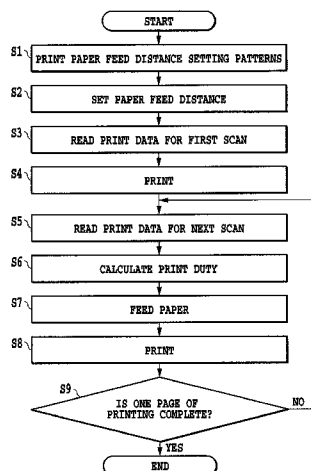 START
S1 PRINT PAPER FEED DISTANCE SETTING PATTERNS
S2 SET PAPER FEED DISTANCE
S3 READ PRINT DATA FOR FIRST SCAN
S4 PRINT
S5 READ PRINT DATA FOR NEXT SCAN
S6 CALCULATE PRINT DUTY
S7 FEED PAPER
S8 PRINT
S9
IS ONE PAGE OF
PRINTING COMPLETE?
NO
YES
END